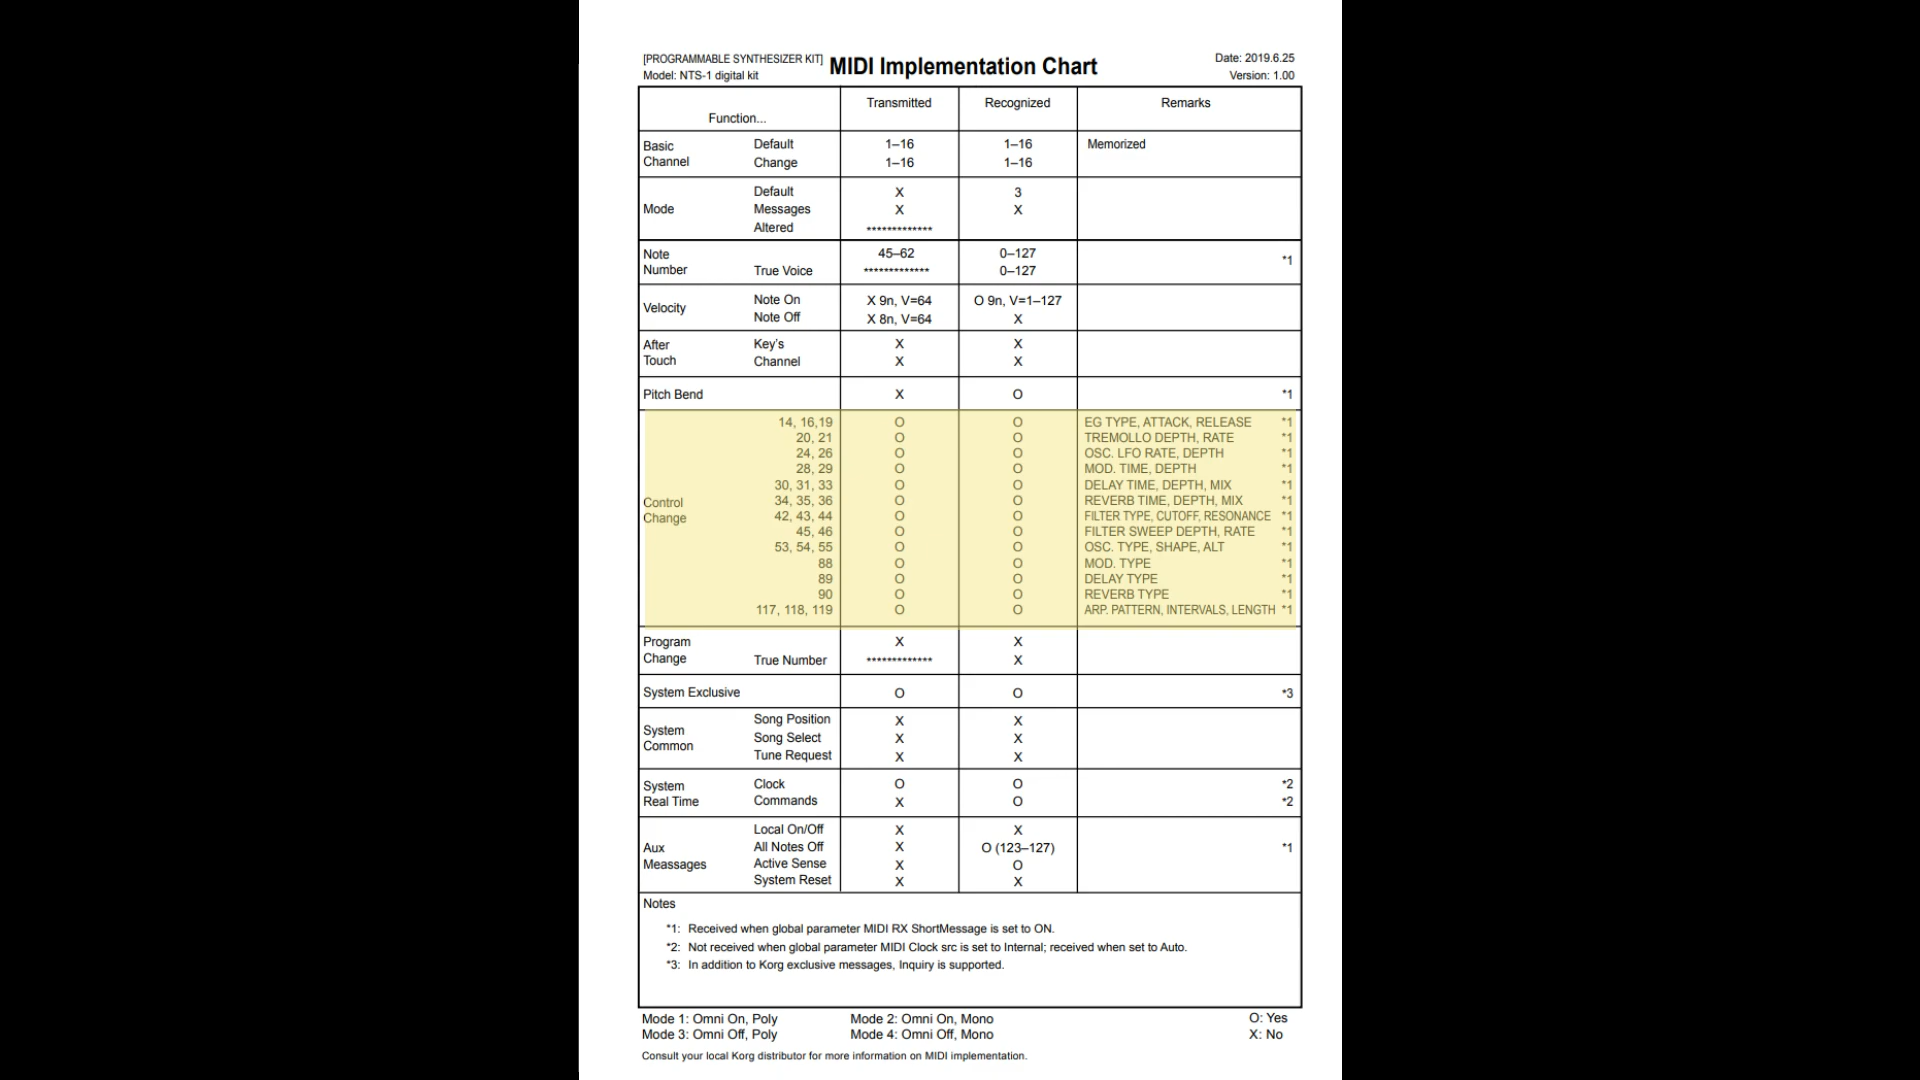 [PROGRAMMABLE SYNTHESIZER KIT] MIDI Implementation Chart Date: 2019.6.25
Model: NTS-1 digital kit Version: 1.00
Function... Transmitted Recognized Remarks
Basic Channel Default 1–16 1–16 Memorized
Change 1–16 1–16
Mode Default X 3
Messages X X
Altered *************
Note Number 45–62 0–127 *1
True Voice ************* 0–127
Velocity Note On X 9n, V=64 O 9n, V=1–127
Note Off X 8n, V=64 X
After Touch Key's X X
Channel X X
Pitch Bend X O *1
Control Change
14, 16,19 O O EG TYPE, ATTACK, RELEASE *1
20, 21 O O TREMOLLO DEPTH, RATE *1
24, 26 O O OSC. LFO RATE, DEPTH *1
28, 29 O O MOD. TIME, DEPTH *1
30, 31, 33 O O DELAY TIME, DEPTH, MIX *1
34, 35, 36 O O REVERB TIME, DEPTH, MIX *1
42, 43, 44 O O FILTER TYPE, CUTOFF, RESONANCE *1
45, 46 O O FILTER SWEEP DEPTH, RATE *1
53, 54, 55 O O OSC. TYPE, SHAPE, ALT *1
88 O O MOD. TYPE *1
89 O O DELAY TYPE *1
90 O O REVERB TYPE *1
117, 118, 119 O O ARP. PATTERN, INTERVALS, LENGTH *1
Program Change X X
True Number ************* X
System Exclusive O O *3
System Common Song Position X X
Song Select X X
Tune Request X X
System Real Time Clock O O *2
Commands X O *2
Aux Meassages Local On/Off X X
All Notes Off X O (123–127) *1
Active Sense X O
System Reset X X
Notes
*1: Received when global parameter MIDI RX ShortMessage is set to ON.
*2: Not received when global parameter MIDI Clock src is set to Internal; received when set to Auto.
*3: In addition to Korg exclusive messages, Inquiry is supported.
Mode 1: Omni On, Poly Mode 2: Omni On, Mono O: Yes
Mode 3: Omni Off, Poly Mode 4: Omni Off, Mono X: No
Consult your local Korg distributor for more information on MIDI implementation.